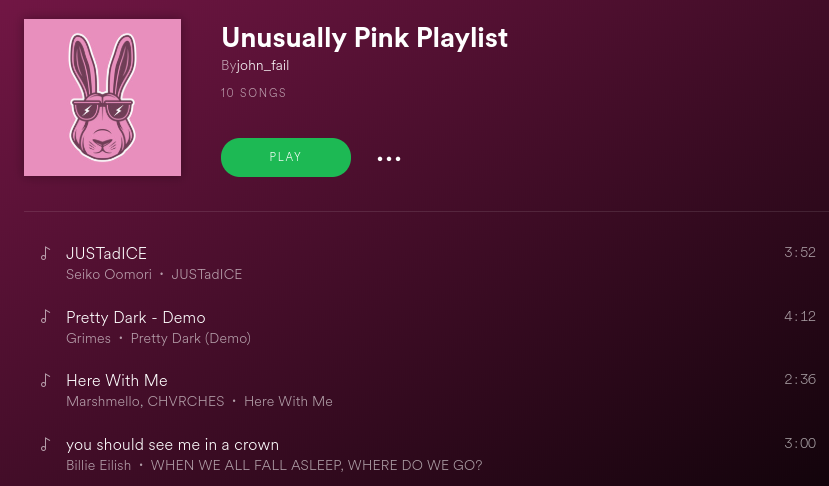 Unusually Pink Playlist
Byjohn_fail
10 SONGS
PLAY
JUSTadICE
3:52
Seiko Oomori • JUSTadICE
Pretty Dark - Demo
4:12
Grimes • Pretty Dark (Demo)
Here With Me
2:36
Marshmello, CHVRCHES • Here With Me
you should see me in a crown
3:00
Billie Eilish • WHEN WE ALL FALL ASLEEP, WHERE DO WE GO?